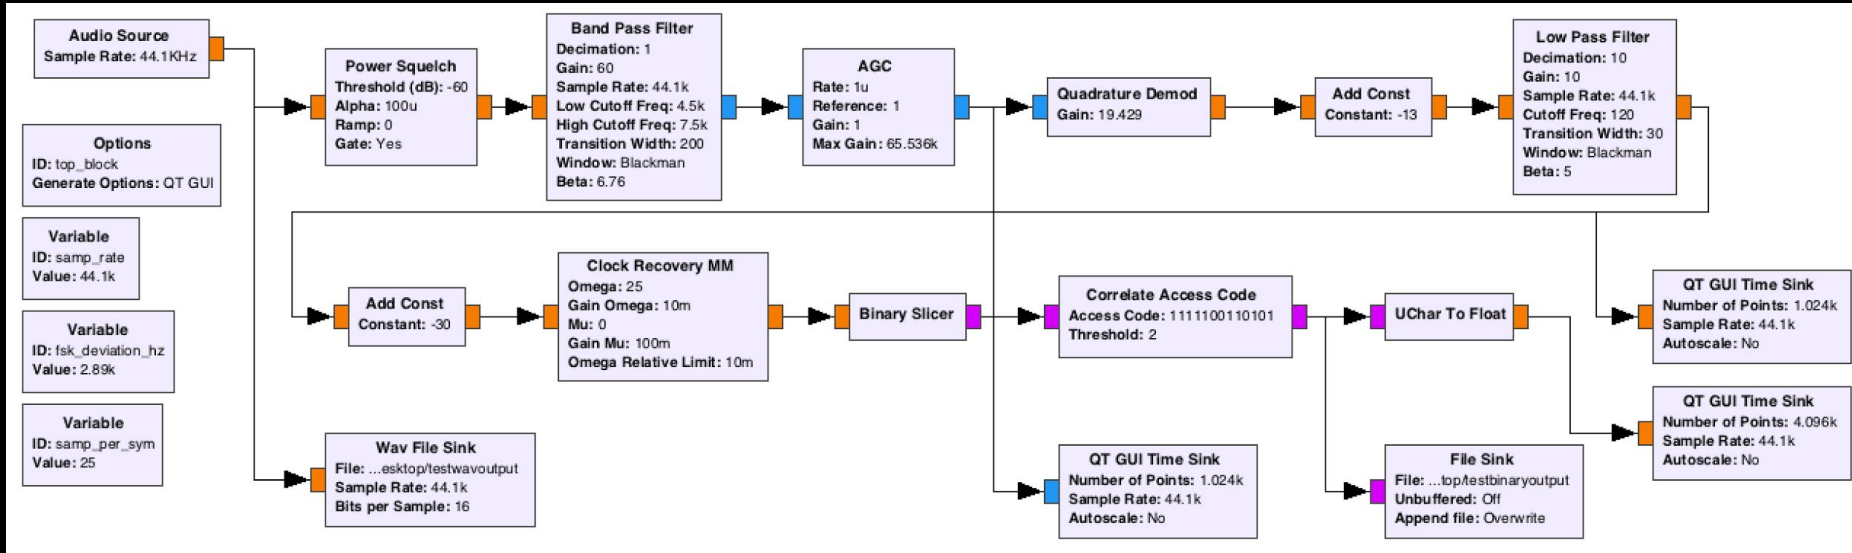 Audio Source
Sample Rate: 44.1KHz
Options
ID: top_block
Generate Options: QT GUI
Variable
ID: samp_rate
Value: 44.1k
Variable
ID: fsk_deviation_hz
Value: 2.89k
Variable
ID: samp_per_sym
Value: 25
Power Squelch
Threshold (dB): -60
Alpha: 100u
Ramp: 0
Gate: Yes
Band Pass Filter
Decimation: 1
Gain: 60
Sample Rate: 44.1k
Low Cutoff Freq: 4.5k
High Cutoff Freq: 7.5k
Transition Width: 200
Window: Blackman
Beta: 6.76
AGC
Rate: 1u
Reference: 1
Gain: 1
Max Gain: 65.536k
Quadrature Demod
Gain: 19.429
Add Const
Constant: -13
Low Pass Filter
Decimation: 10
Gain: 10
Sample Rate: 44.1k
Cutoff Freq: 120
Transition Width: 30
Window: Blackman
Beta: 5
Add Const
Constant: -30
Clock Recovery MM
Omega: 25
Gain Omega: 10m
Mu: 0
Gain Mu: 100m
Omega Relative Limit: 10m
Binary Slicer
Correlate Access Code
Access Code: 1111100110101
Threshold: 2
UChar To Float
QT GUI Time Sink
Number of Points: 1.024k
Sample Rate: 44.1k
Autoscale: No
QT GUI Time Sink
Number of Points: 4.096k
Sample Rate: 44.1k
Autoscale: No
Wav File Sink
File: ...esktop/testwavoutput
Sample Rate: 44.1k
Bits per Sample: 16
QT GUI Time Sink
Number of Points: 1.024k
Sample Rate: 44.1k
Autoscale: No
File Sink
File: ...top/testbinaryoutput
Unbuffered: Off
Append file: Overwrite